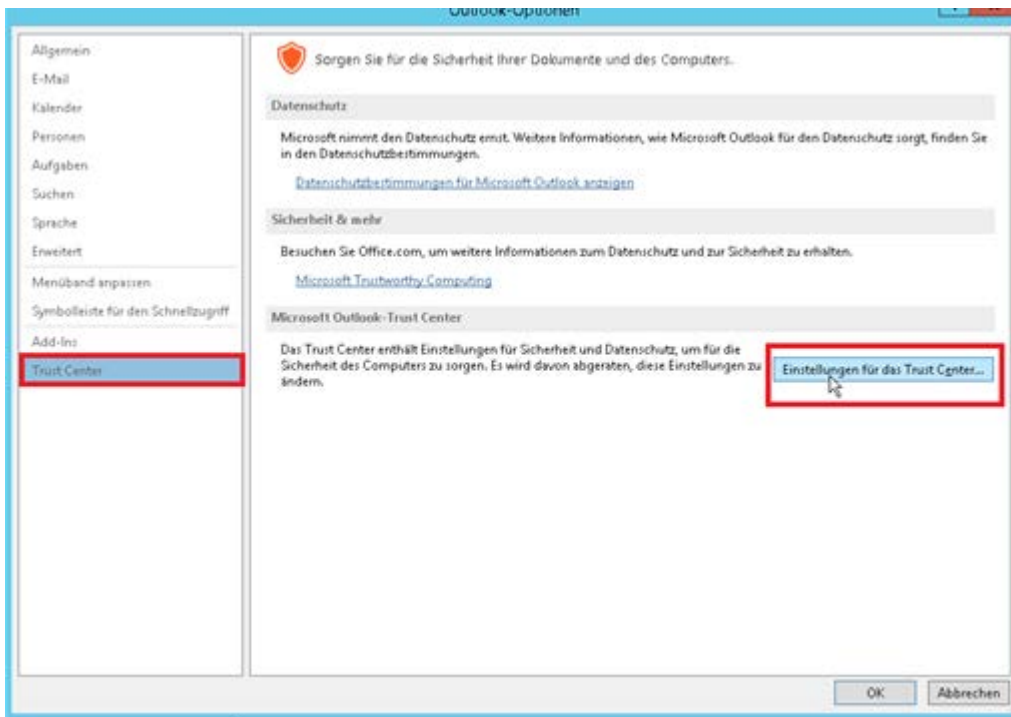 Outlook-Optionen
Allgemein
E-Mail
Kalender
Personen
Aufgaben
Suchen
Sprache
Erweitert
Menüband anpassen
Symbolleiste für den Schnellzugriff
Add-Ins
Trust Center
Sorgen Sie für die Sicherheit Ihrer Dokumente und des Computers.
Datenschutz
Microsoft nimmt den Datenschutz ernst. Weitere Informationen, wie Microsoft Outlook für den Datenschutz sorgt, finden Sie
in den Datenschutzbestimmungen.
Datenschutzbestimmungen für Microsoft Outlook anzeigen
Sicherheit & mehr
Besuchen Sie Office.com, um weitere Informationen zum Datenschutz und zur Sicherheit zu erhalten.
Microsoft Trustworthy Computing
Microsoft Outlook-Trust Center
Das Trust Center enthält Einstellungen für Sicherheit und Datenschutz, um für die
Sicherheit des Computers zu sorgen. Es wird davon abgeraten, diese Einstellungen zu
ändern.
Einstellungen für das Trust Center...
OK
Abbrechen